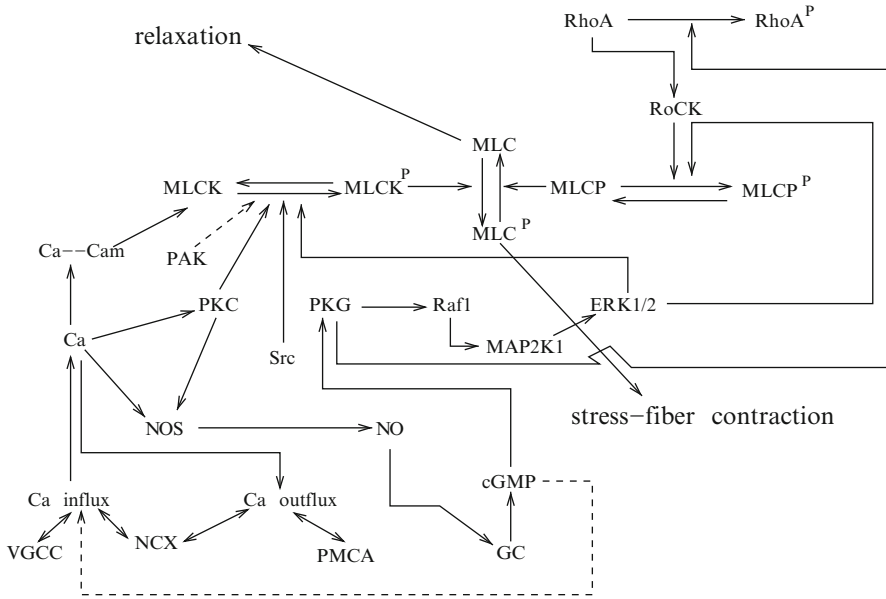 RhoA
RhoA P
relaxation
RoCK
MLC
MLCK
MLCK P
MLCP
MLCP P
MLC P
Ca--Cam
PAK
PKC
PKG
Raf1
ERK1/2
Ca
Src
MAP2K1
stress-fiber contraction
NOS
NO
cGMP
Ca influx
Ca outflux
VGCC
NCX
PMCA
GC